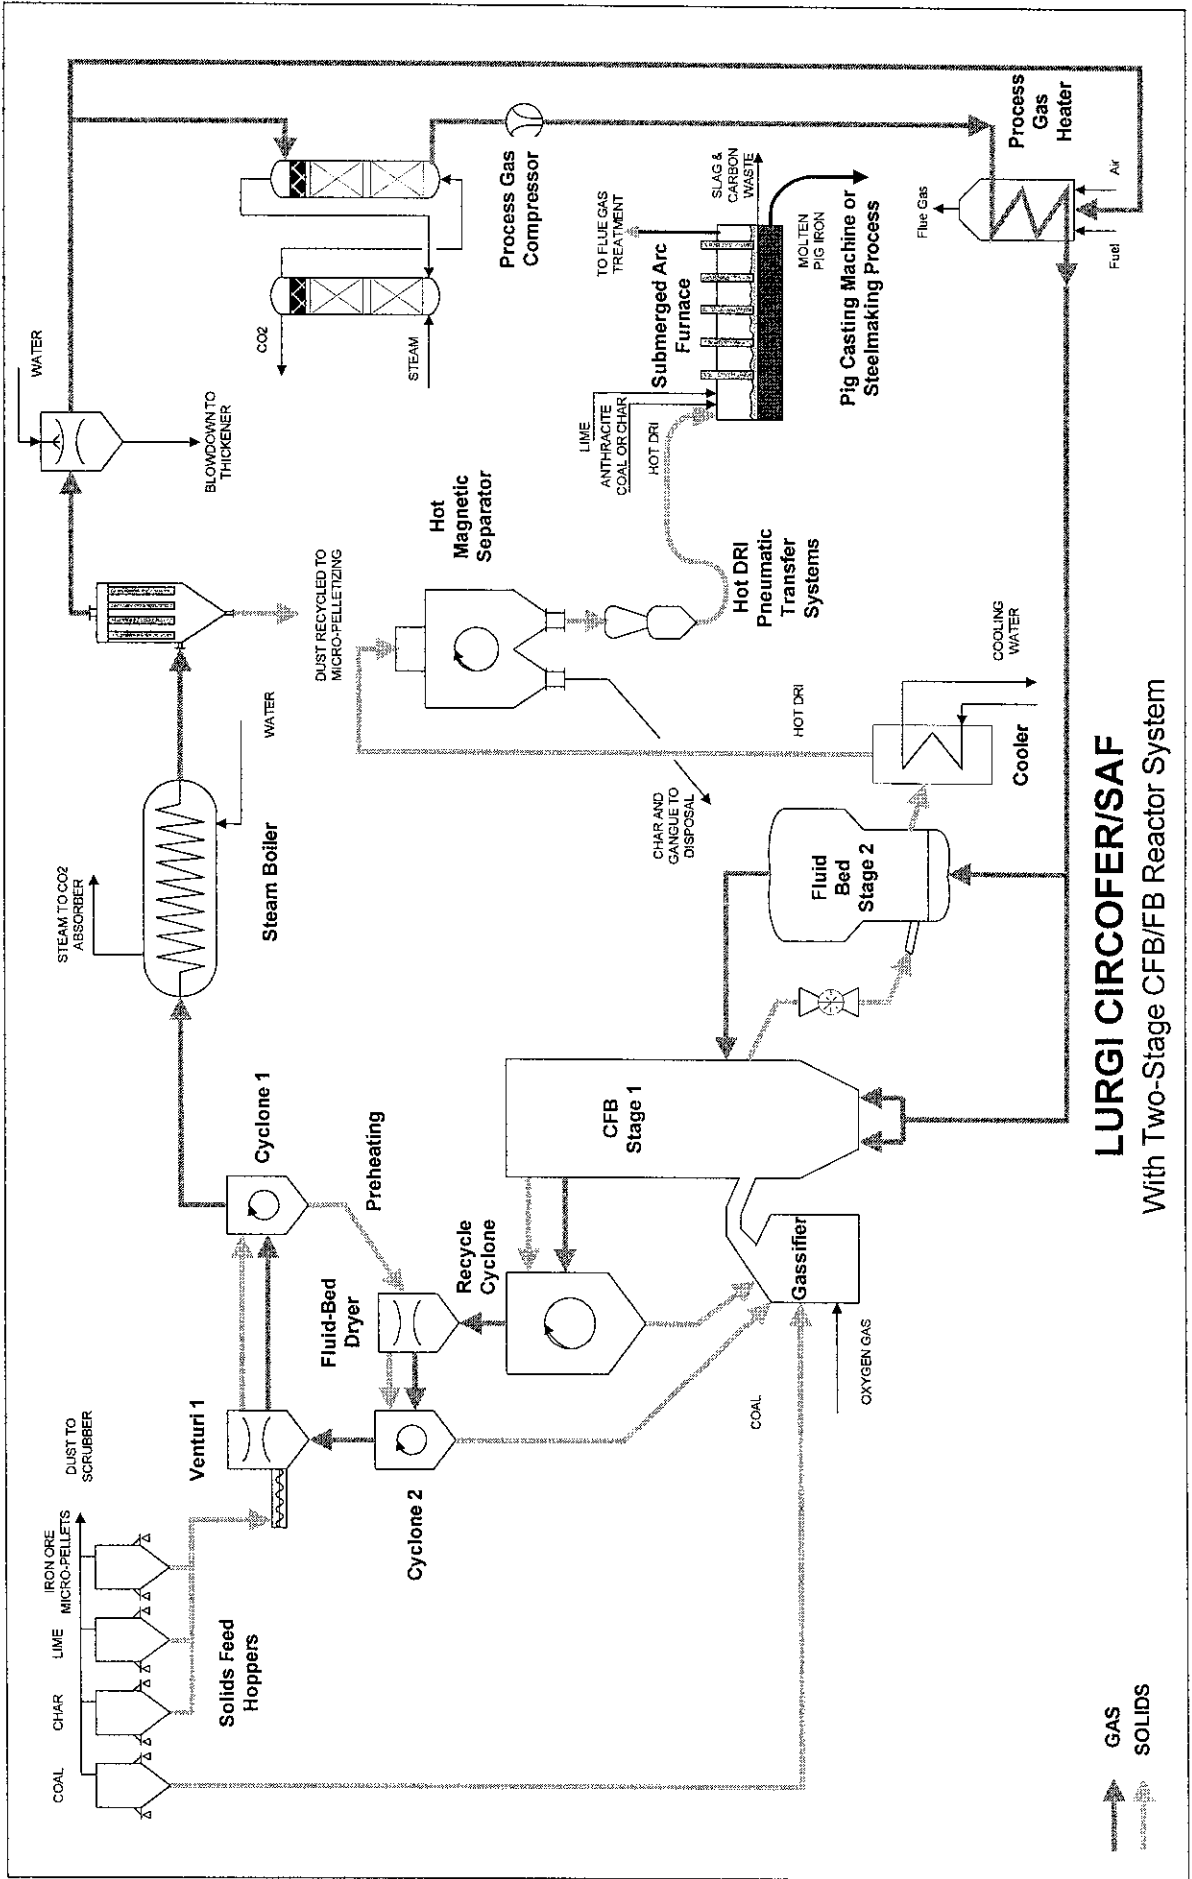 COAL
CHAR
LIME
IRON ORE
MICRO-PELLETS
DUST TO
SCRUBBER
Solids Feed
Hoppers
Venturi 1
Cyclone 2
Fluid-Bed
Dryer
Cyclone 1
Preheating
Recycle
Cyclone
STEAM TO CO2
ABSORBER
Steam Boiler
WATER
DUST RECYCLED TO
MICRO-PELLETIZING
WATER
BLOWDOWN TO
THICKENER
CO2
STEAM
Process Gas
Compressor
Hot
Magnetic
Separator
CHAR AND
GANGUE TO
DISPOSAL
Hot DRI
Pneumatic
Transfer
Systems
LIME
ANTHRACITE
COAL OR CHAR
HOT DRI
Submerged Arc
Furnace
TO FLUE GAS
TREATMENT
SLAG &
CARBON
WASTE
MOLTEN
PIG IRON
Pig Casting Machine or
Steelmaking Process
Process
Gas
Heater
Flue Gas
Fuel
Air
COAL
Gassifier
OXYGEN GAS
CFB
Stage 1
Fluid
Bed
Stage 2
HOT DRI
COOLING
WATER
Cooler
GAS
SOLIDS
LURGI CIRCOFER/SAF
With Two-Stage CFB/FB Reactor System